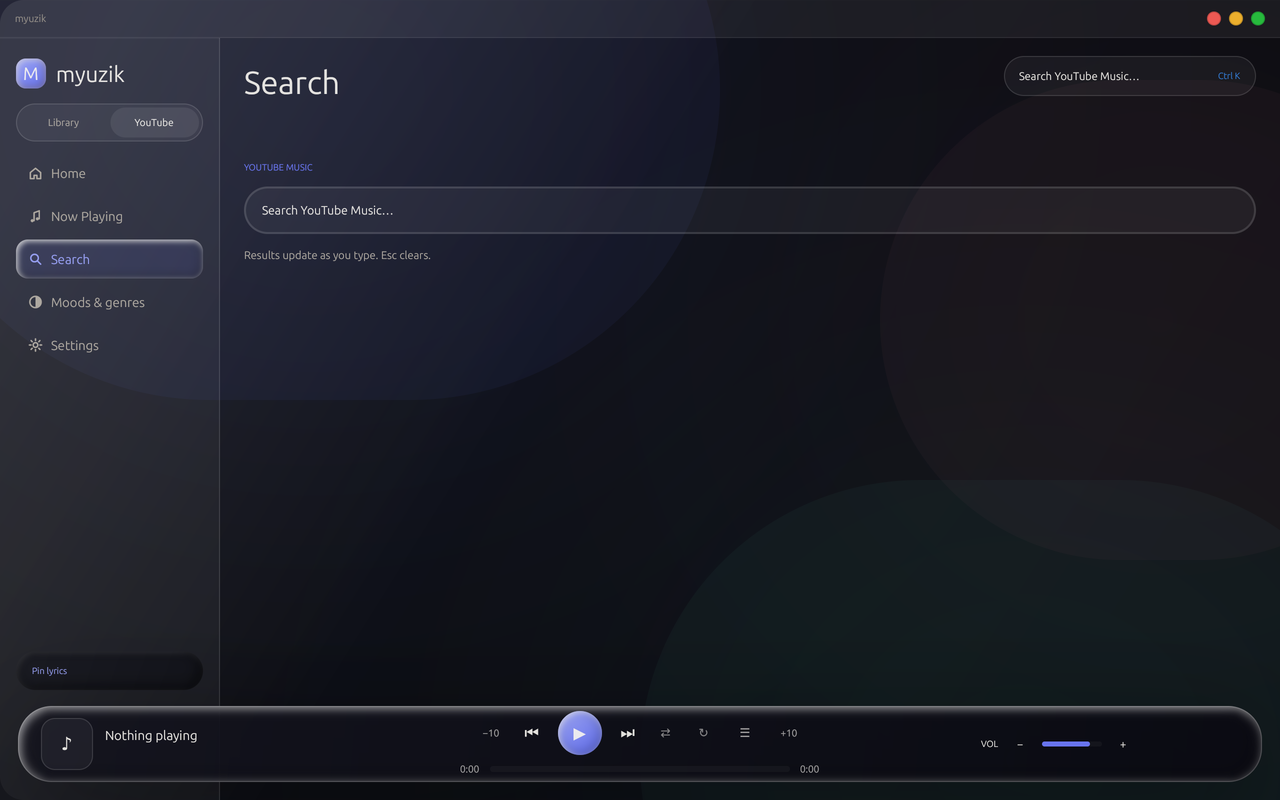 myuzik
M myuzik
Library YouTube
Home
Now Playing
Search
Moods & genres
Settings
Pin lyrics
Search
Search YouTube Music... Ctrl K
YOUTUBE MUSIC
Search YouTube Music...
Results update as you type. Esc clears.
Nothing playing
−10 +10
0:00 0:00
VOL − +